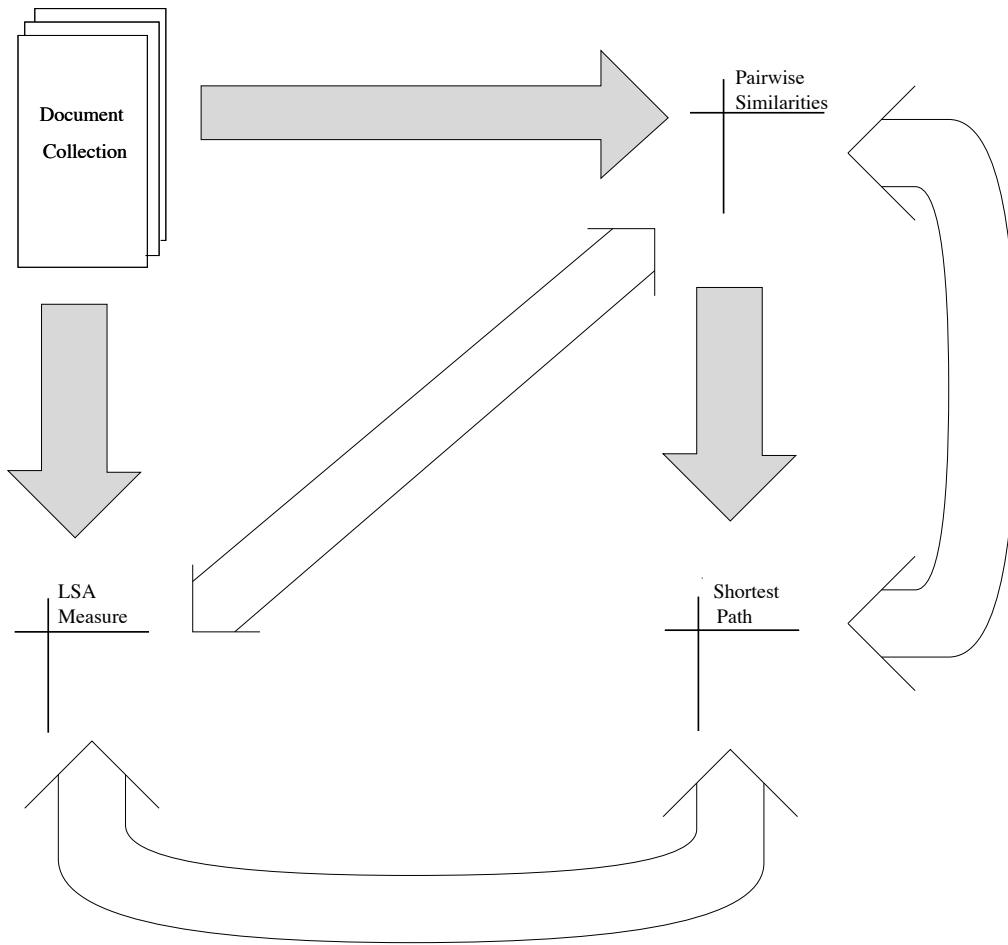 Document
Collection
Pairwise
Similarities
LSA
Measure
Shortest
Path